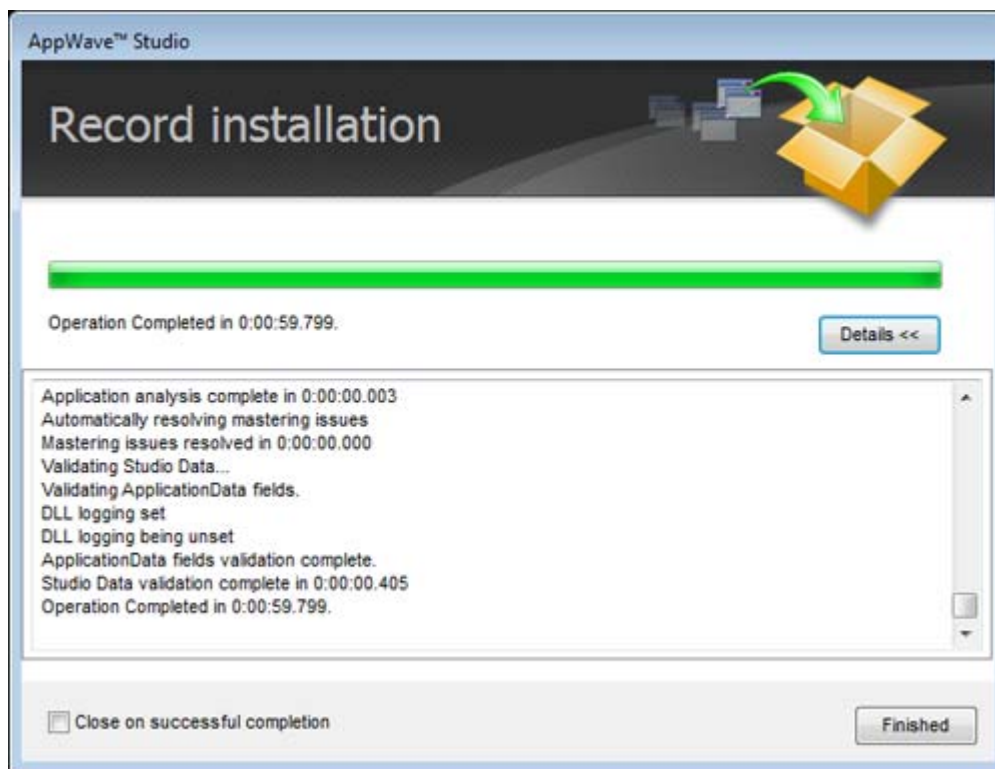 AppWave™ Studio
Record installation
Operation Completed in 0:00:59.799.
Details <<
Application analysis complete in 0:00:00.003
Automatically resolving mastering issues
Mastering issues resolved in 0:00:00.000
Validating Studio Data...
Validating ApplicationData fields.
DLL logging set
DLL logging being unset
ApplicationData fields validation complete.
Studio Data validation complete in 0:00:00.405
Operation Completed in 0:00:59.799.
Close on successful completion
Finished